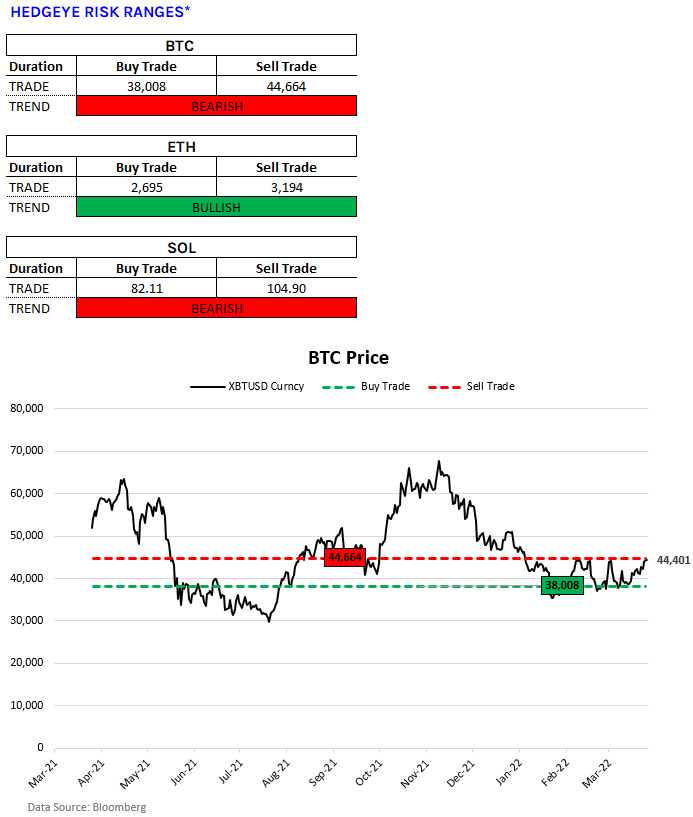 HEDGEYE RISK RANGES*
BTC
Duration Buy Trade Sell Trade
TRADE 38,008 44,664
TREND BEARISH
ETH
Duration Buy Trade Sell Trade
TRADE 2,695 3,194
TREND BULLISH
SOL
Duration Buy Trade Sell Trade
TRADE 82.11 104.90
TREND BEARISH
BTC Price
XBTUSD Curncy Buy Trade Sell Trade
80,000
70,000
60,000
50,000
44,664
44,401
40,000
38,008
30,000
20,000
10,000
0
Mar-21 Apr-21 May-21 Jun-21 Jul-21 Aug-21 Sep-21 Oct-21 Nov-21 Dec-21 Jan-22 Feb-22 Mar-22
Data Source: Bloomberg